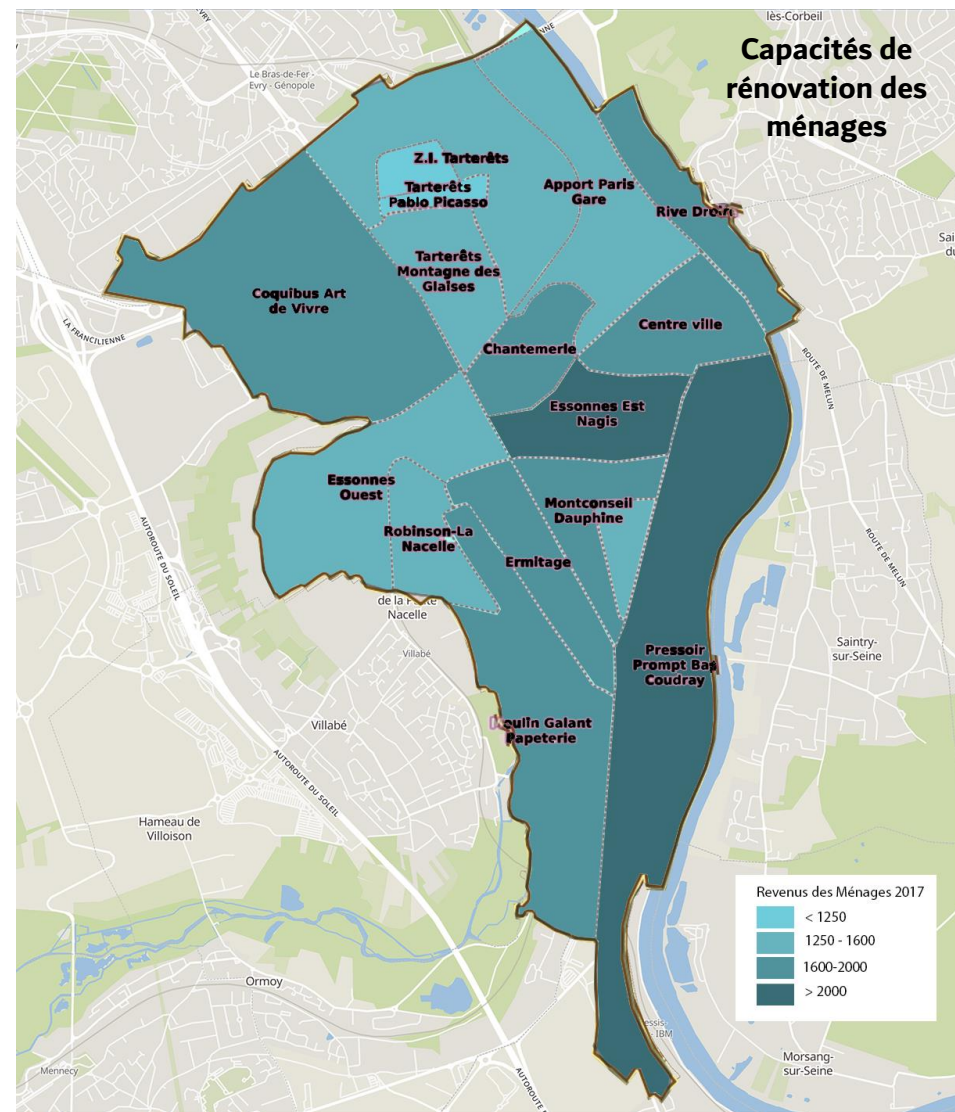 lès-Corbeil
Capacités de
rénovation des
ménages
Le Bras-de-Fer -
Evry - Génopole
Z.I. Tarterêts
Tarterêts
Pablo Picasso
Apport Paris
Gare
Rive Droite
Tarterêts
Montagne des
Glaises
Coquibus Art
de Vivre
LA FRANCILIENNE
Chantemerle
Centre ville
ROUTE DE MELUN
Essonnes Est
Nagis
Essonnes
Ouest
Montconseil
Dauphine
Robinson-La
Nacelle
Ermitage
AUTOROUTE DU SOLEIL
ROUTE DE MELUN
Nacelle
Villabé
Saintry-
sur-Seine
Pressoir
Prompt Bas
Coudray
Moulin Galant
Papeterie
Villabé
AUTOROUTE DU SOLEIL
Hameau de
Villoison
Revenus des Ménages 2017
< 1250
1250 - 1600
1600-2000
> 2000
Ormoy
IBM
Morsang-
sur-Seine
Mennecy
AUTOROUTE DU